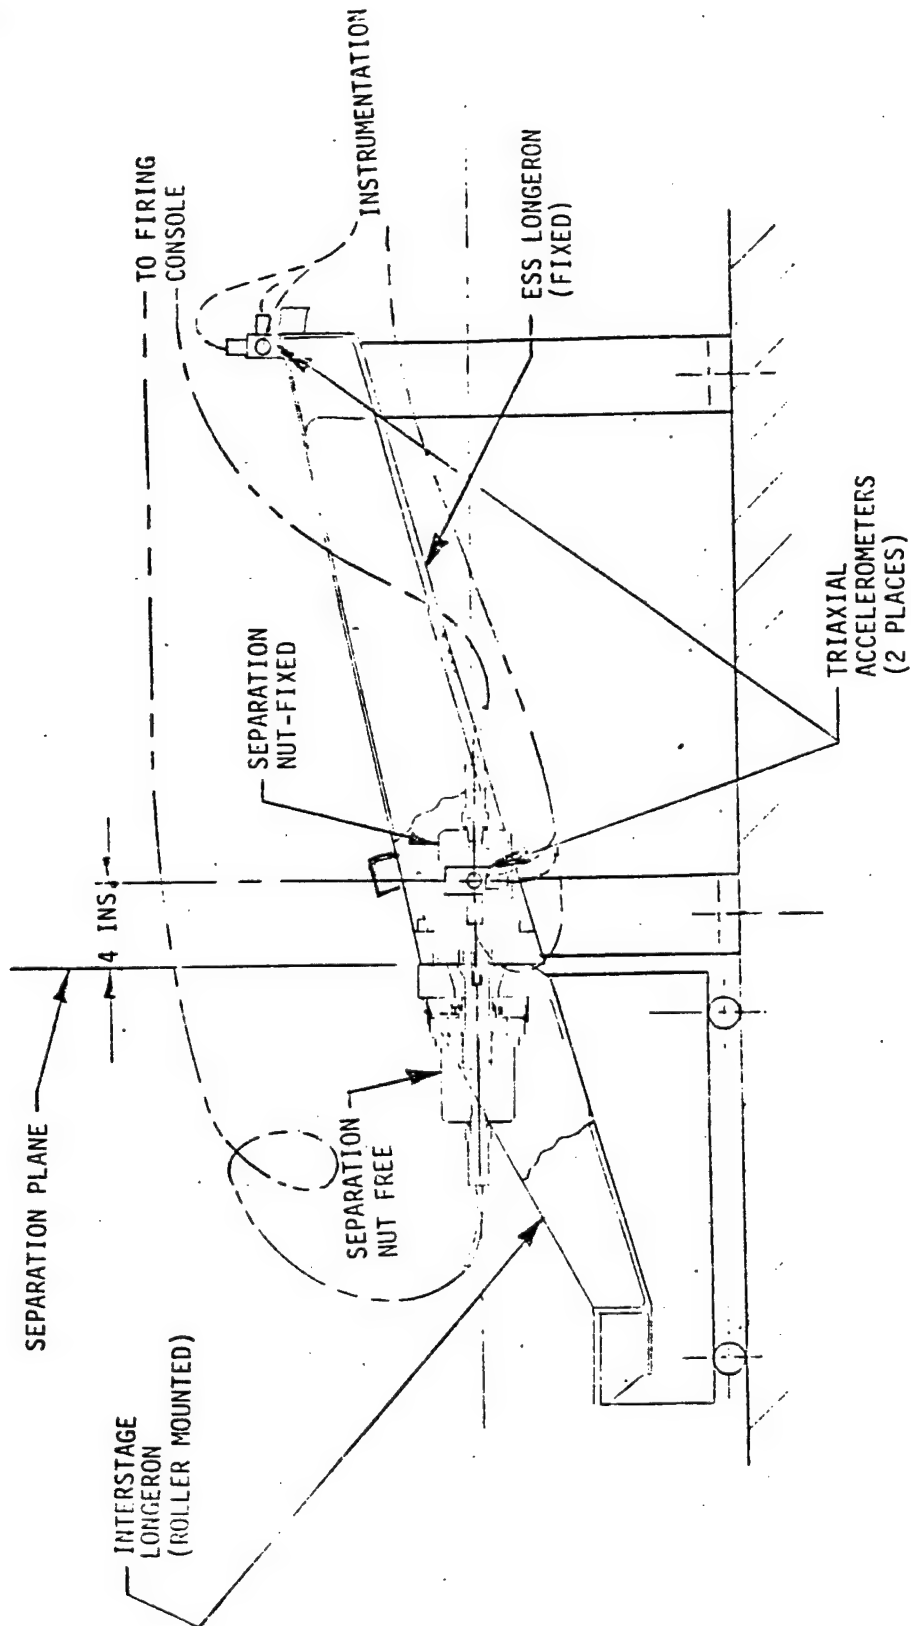 SEPARATION PLANE
4 INS.
TO FIRING
CONSOLE
INSTRUMENTATION
INTERSTAGE
LONGERON
(ROLLER MOUNTED)
SEPARATION
NUT FREE
SEPARATION
NUT-FIXED
ESS LONGERON
(FIXED)
TRIAXIAL
ACCELEROMETERS
(2 PLACES)